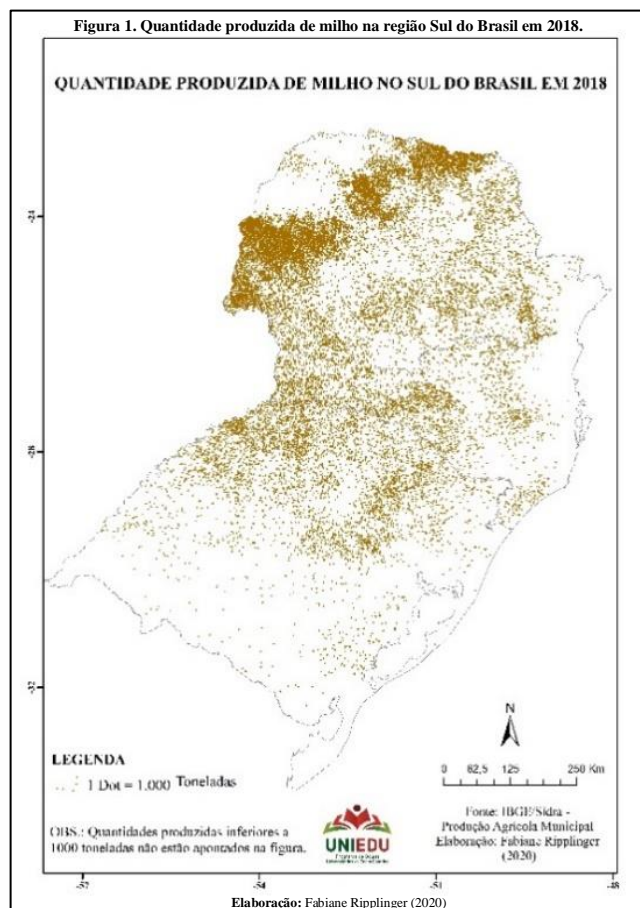 Figura 1. Quantidade produzida de milho na região Sul do Brasil em 2018.
QUANTIDADE PRODUZIDA DE MILHO NO SUL DO BRASIL EM 2018
-24
-28
-32
N
LEGENDA
1 Dot = 1.000 Toneladas
0 62,5 125 250 Km
OBS.: Quantidades produzidas inferiores a
1000 toneladas não estão apontados na figura.
UNIEDU
Fonte: IBGE/Sidra -
Produção Agrícola Municipal
Elaboração: Fabiane Ripplinger
(2020)
-57
-54
-51
-48
Elaboração: Fabiane Ripplinger (2020)